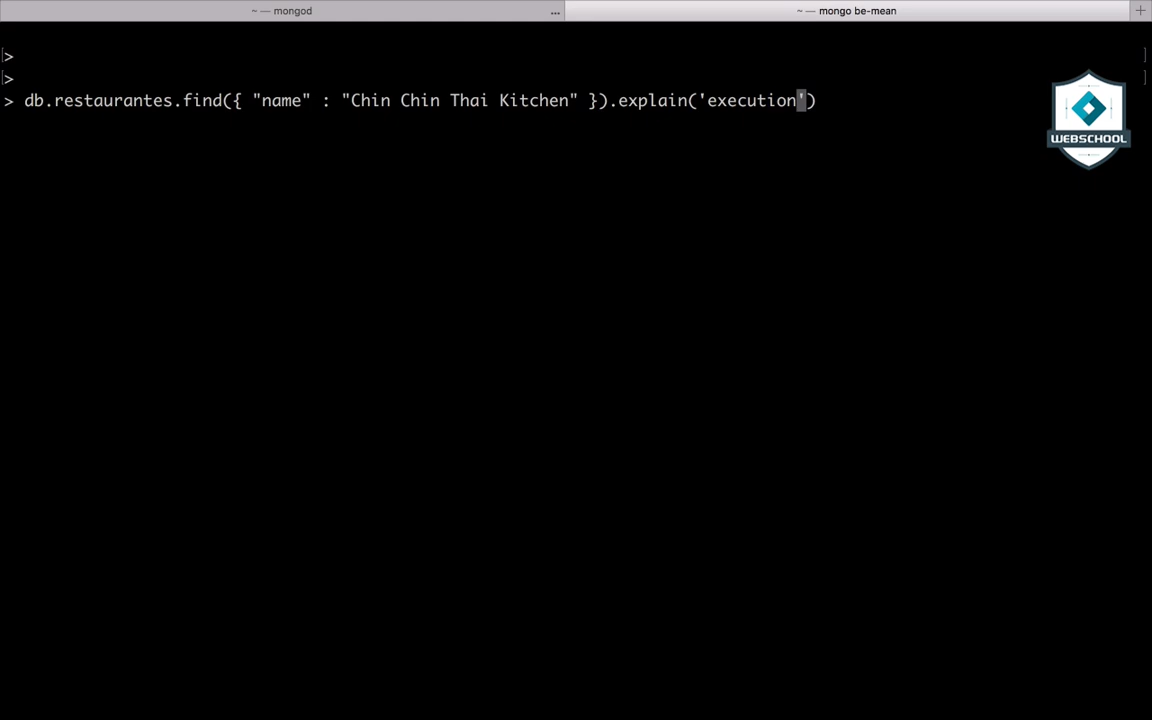 ~ — mongod
...
~ — mongo be-mean
+
[>
]
[>
]
> db.restaurantes.find({ "name" : "Chin Chin Thai Kitchen" }).explain('execution')
WEBSCHOOL